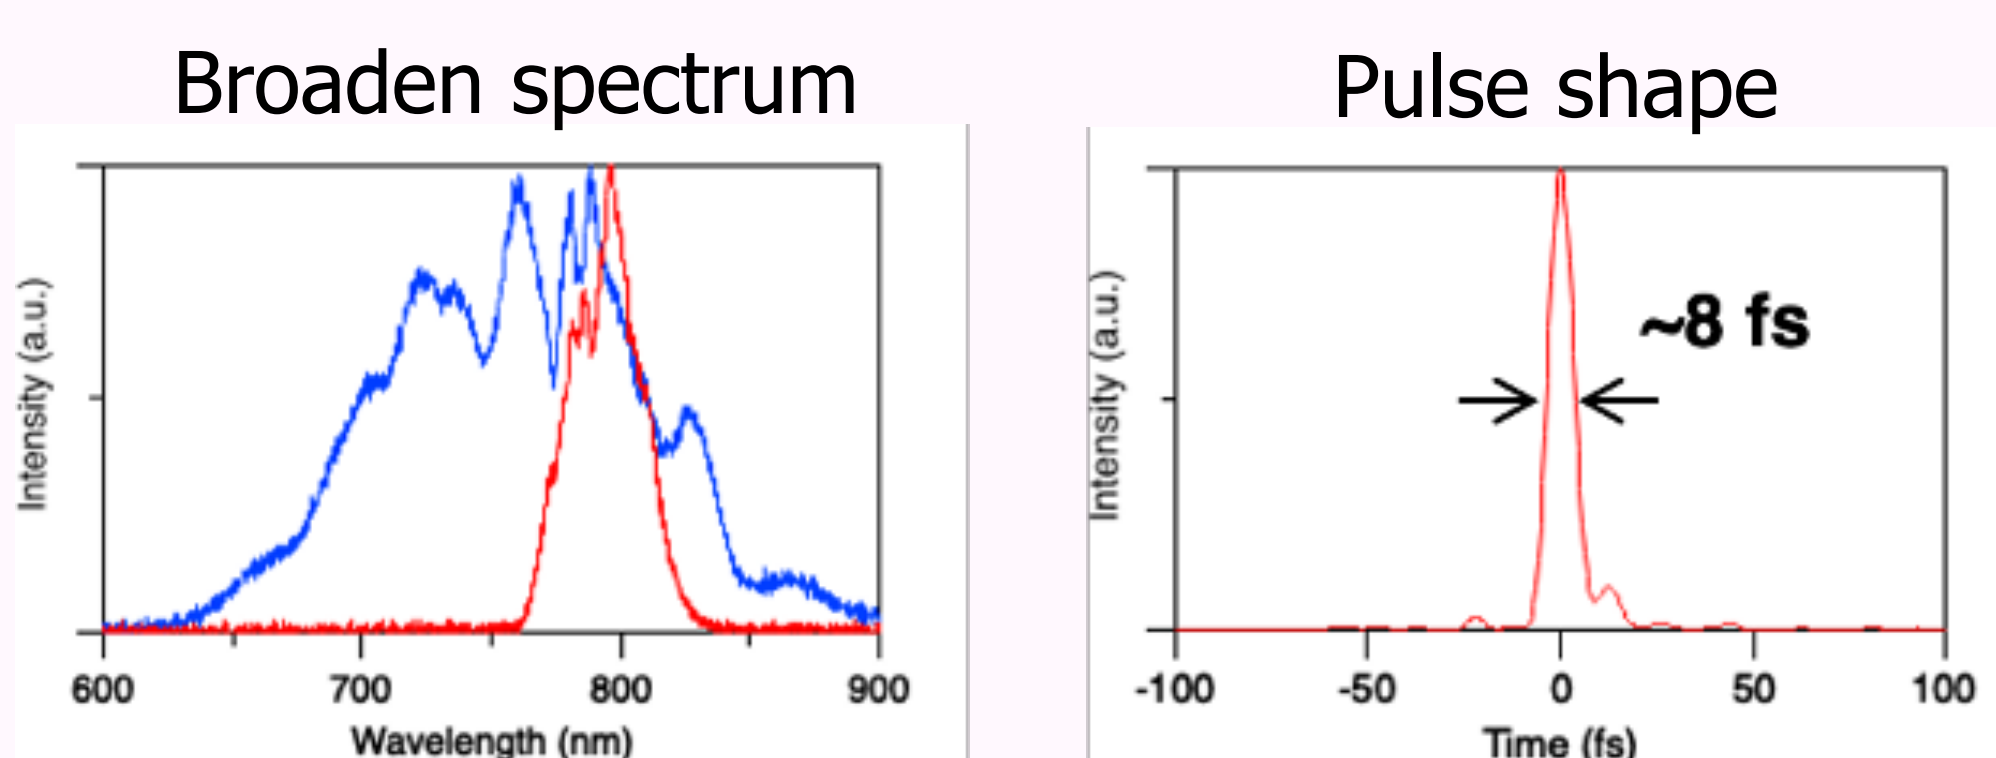 Broaden spectrum
Intensity (a.u.)
600 700 800 900
Wavelength (nm)
Pulse shape
Intensity (a.u.)
~8 fs
-100 -50 0 50 100
Time (fs)